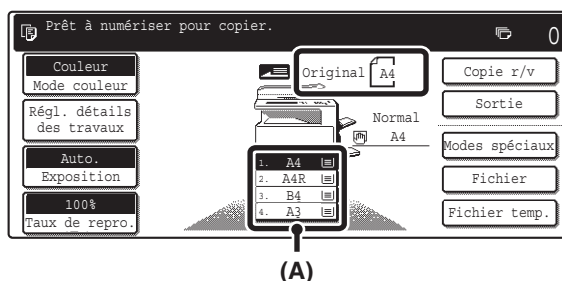 Prêt à numériser pour copier.
0
Couleur
Mode couleur
Régl. détails
des travaux
Auto.
Exposition
100%
Taux de repro.
Original A4
Normal
A4
1. A4
2. A4R
3. B4
4. A3
Copie r/v
Sortie
Modes spéciaux
Fichier
Fichier temp.
(A)